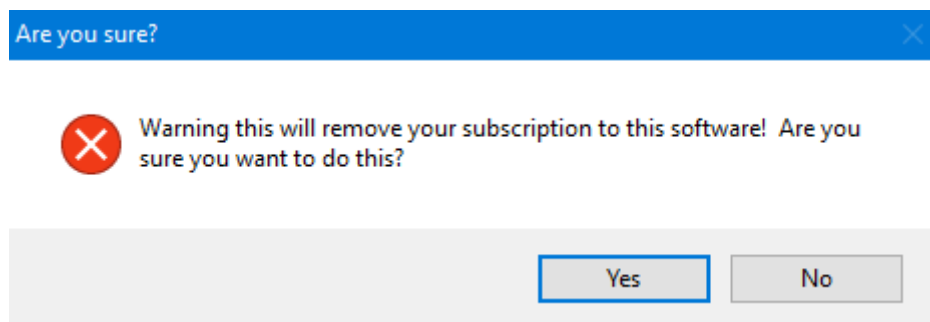 Are you sure?
Warning this will remove your subscription to this software!  Are you
sure you want to do this?
Yes
No